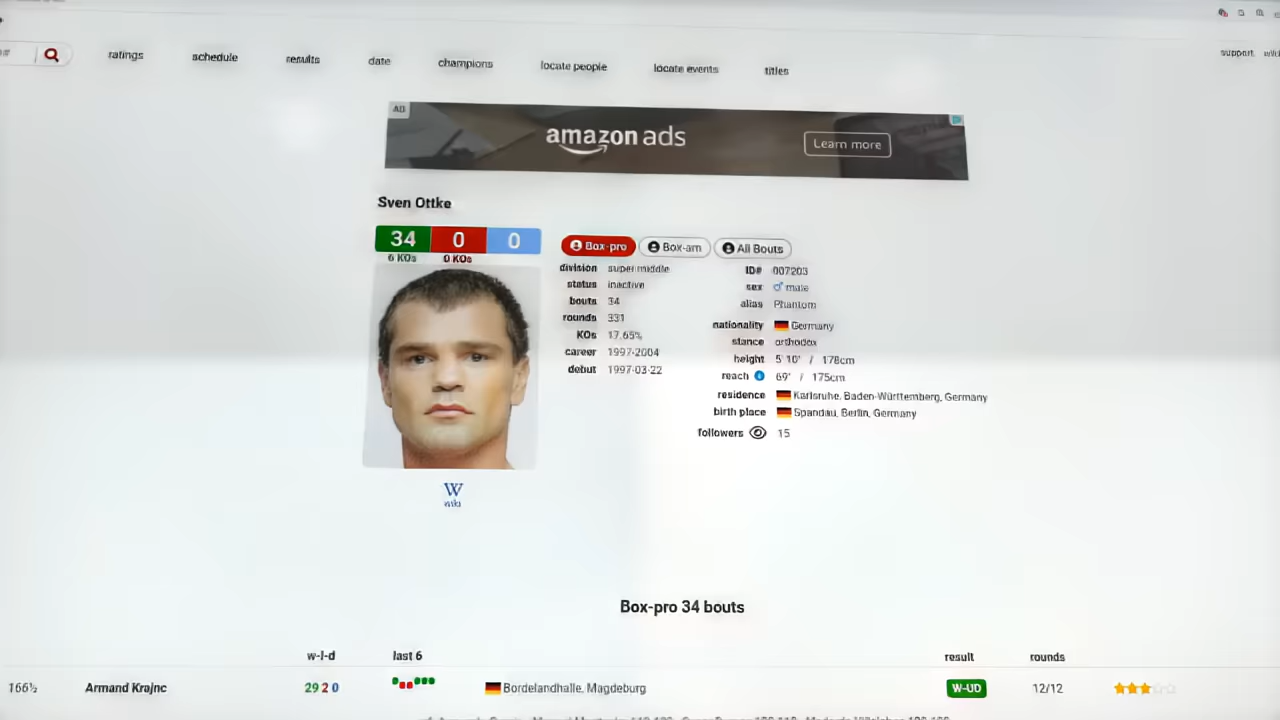 ratings schedule results date champions locate people locate events titles support
AD
amazon ads
Learn more
Sven Ottke
34 0 0
6 KOs 0 KOs
Box-pro Box-am All Bouts
division super middle
status inactive
bouts 34
rounds 331
KOs 17.65%
career 1997-2004
debut 1997-03-22
ID# 007203
sex male
alias Phantom
nationality Germany
stance orthodox
height 5' 10" / 178cm
reach 69" / 175cm
residence Karlsruhe, Baden-Württemberg, Germany
birth place Spandau, Berlin, Germany
followers 15
W
wiki
Box-pro 34 bouts
w-l-d last 6 result rounds
166½ Armand Krajnc 29 2 0 Bordelandhalle, Magdeburg W-UD 12/12